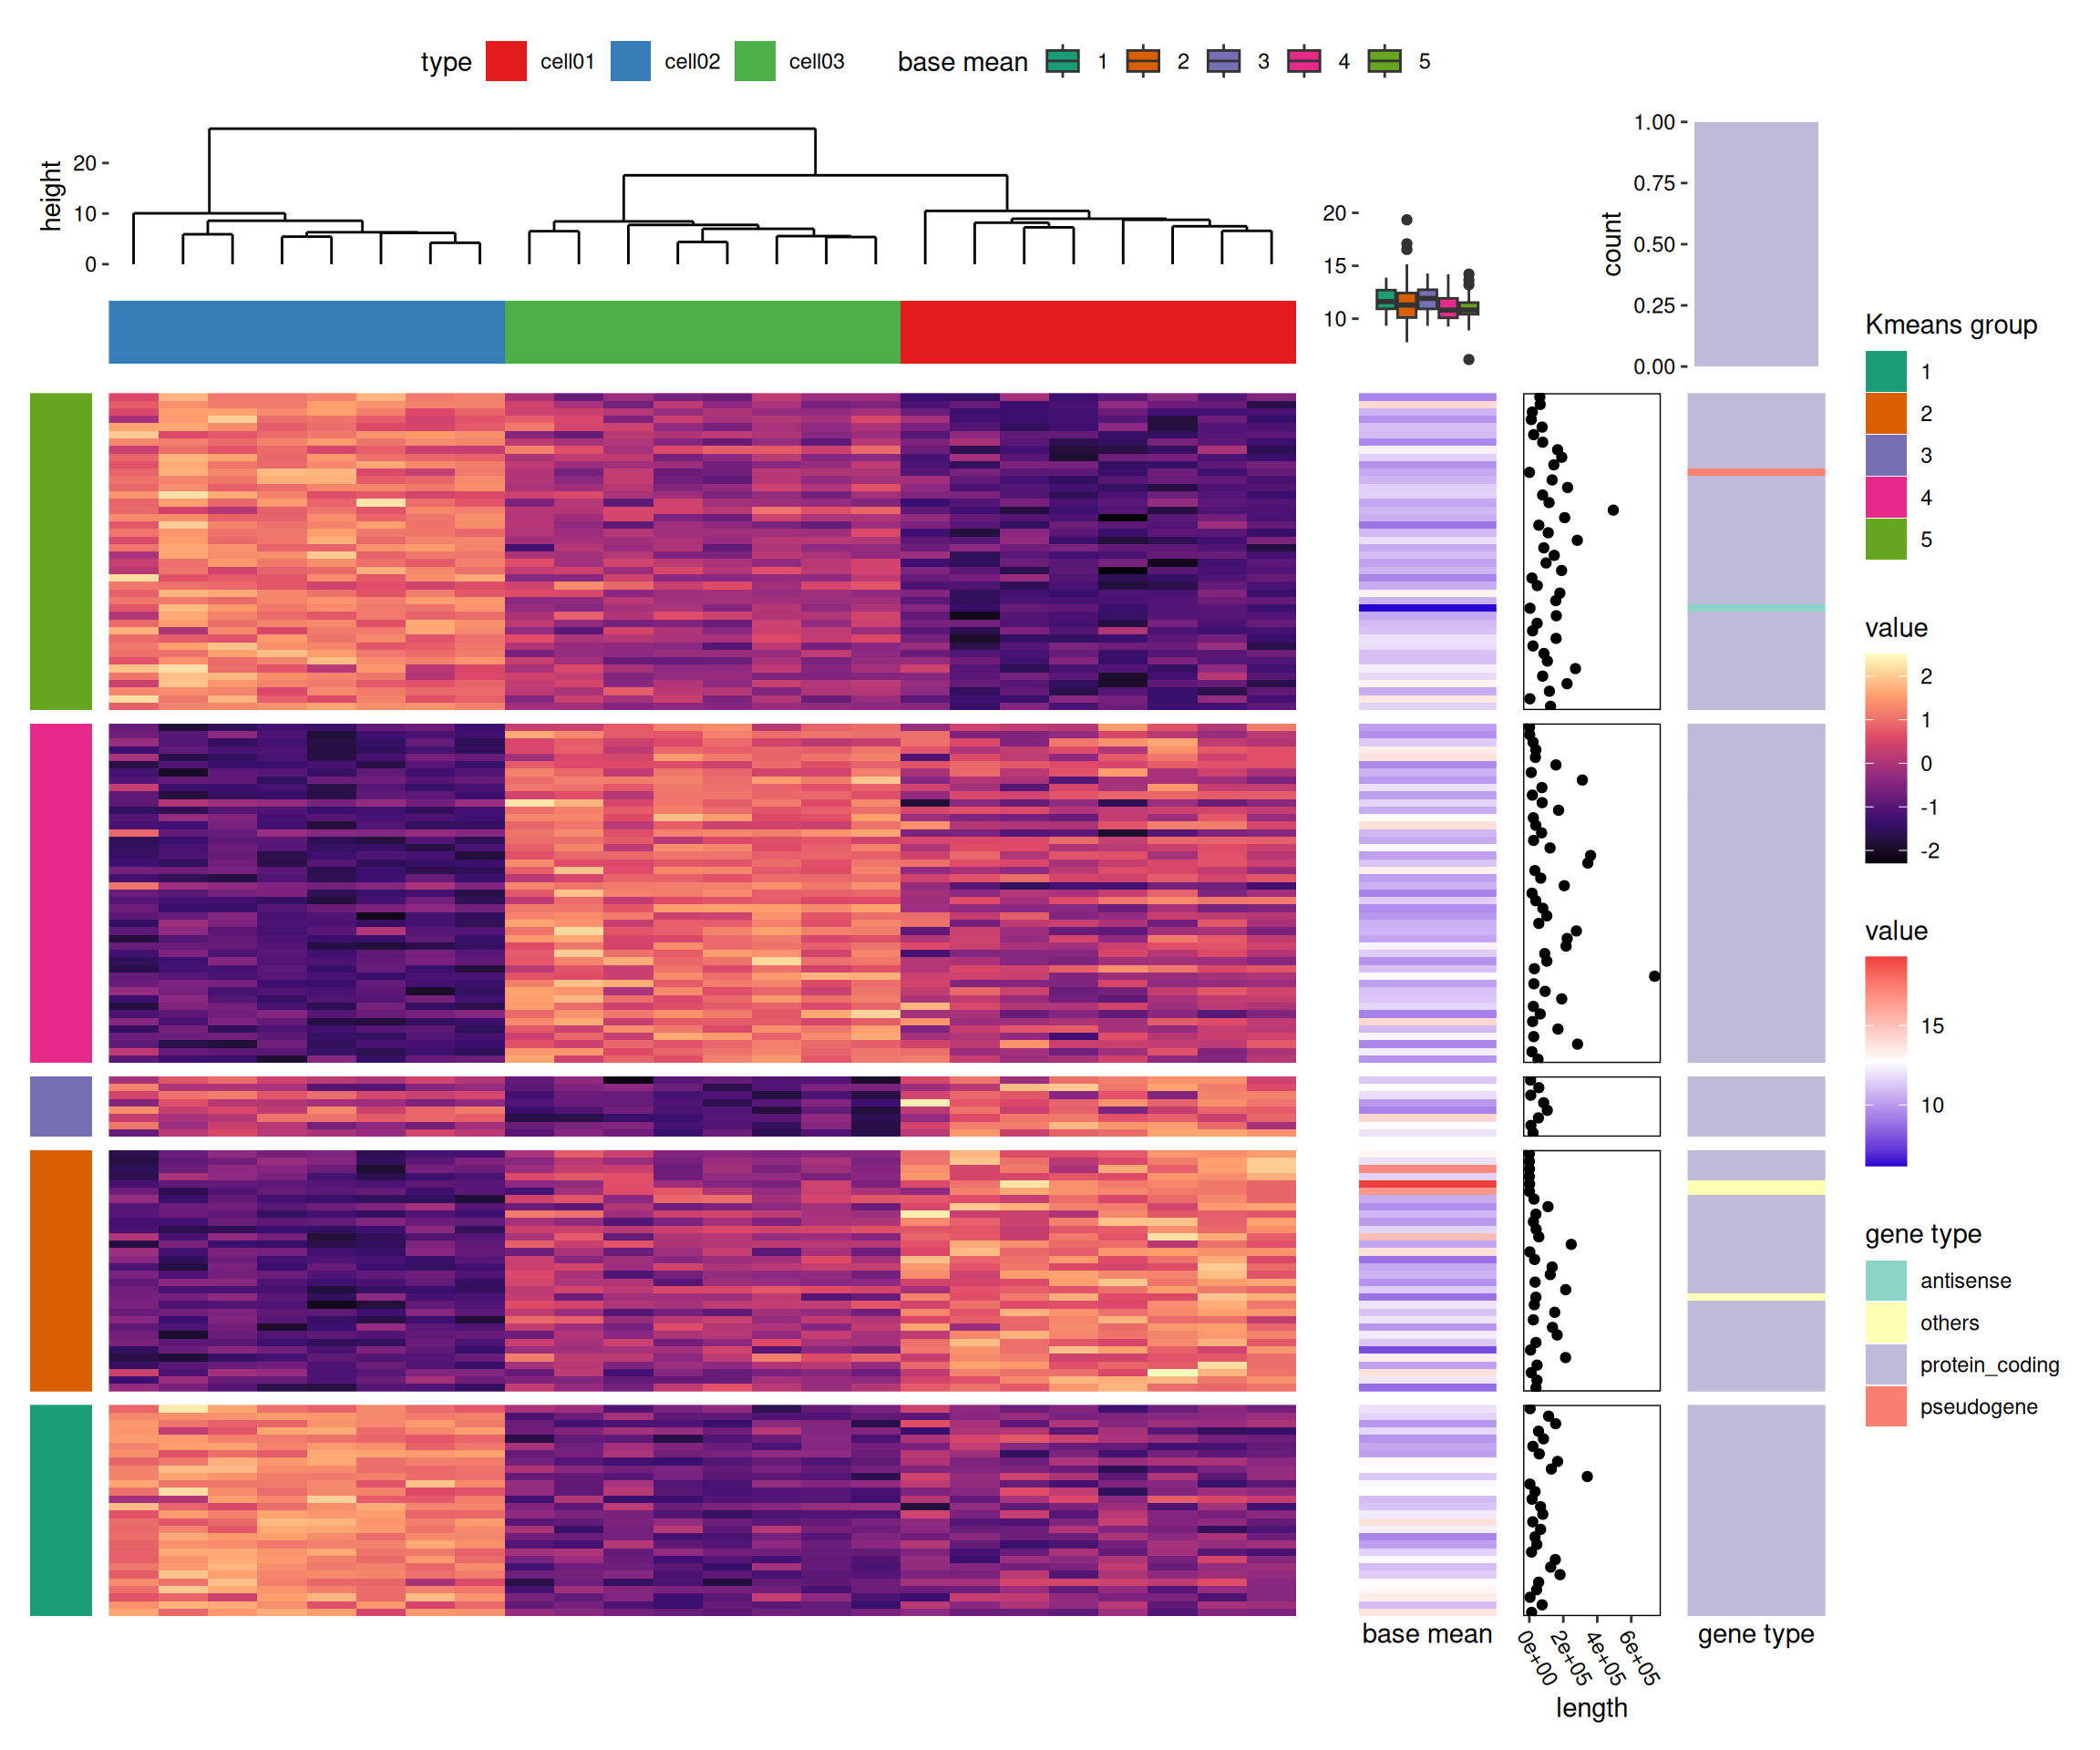 type cell01 cell02 cell03 base mean 1 2 3 4 5
height
20
10
0
20
15
10
count
1.00
0.75
0.50
0.25
0.00
Kmeans group
1
2
3
4
5
value
2
1
0
-1
-2
value
15
10
gene type
antisense
others
protein_coding
pseudogene
base mean
0e+00 2e+05 4e+05 6e+05
length
gene type